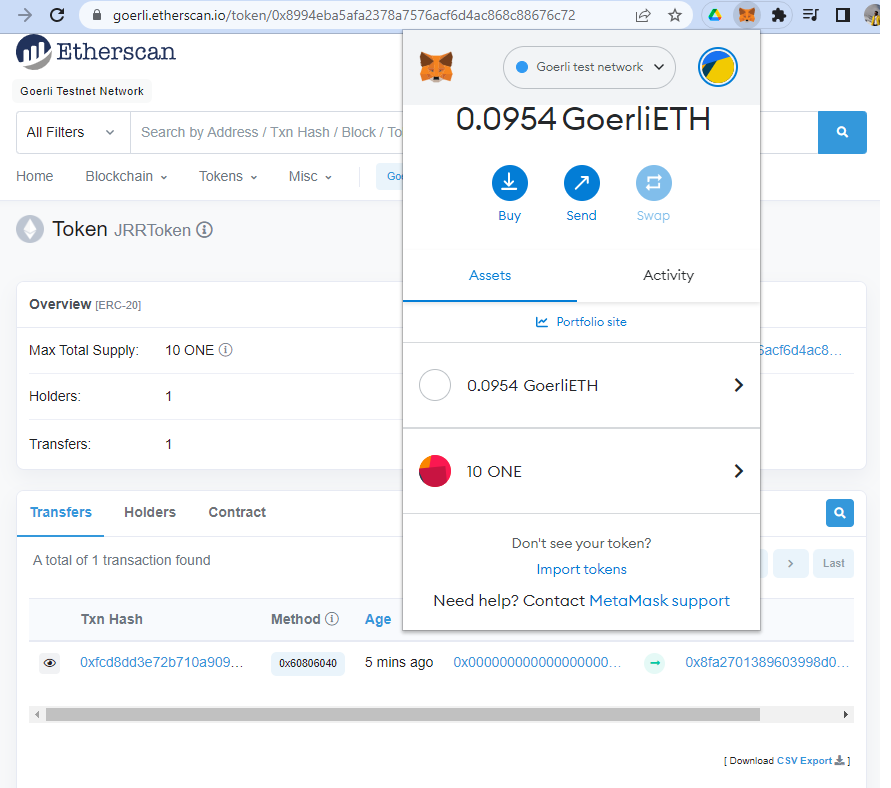 goerli.etherscan.io/token/0x8994eba5afa2378a7576acf6d4ac868c88676c72
Etherscan
Goerli Testnet Network
All Filters
Search by Address / Txn Hash / Block / To
Home Blockchain Tokens Misc Goe
Token JRRToken
Overview [ERC-20]
Max Total Supply: 10 ONE
6acf6d4ac8...
Holders: 1
Transfers: 1
Goerli test network
0.0954 GoerliETH
Buy Send Swap
Assets Activity
Portfolio site
0.0954 GoerliETH
10 ONE
Don't see your token?
Import tokens
Need help? Contact MetaMask support
Transfers Holders Contract
A total of 1 transaction found
Last
Txn Hash Method Age
0xfcd8dd3e72b710a909... 0x60806040 5 mins ago 0x000000000000000000... 0x8fa2701389603998d0...
[ Download CSV Export ]